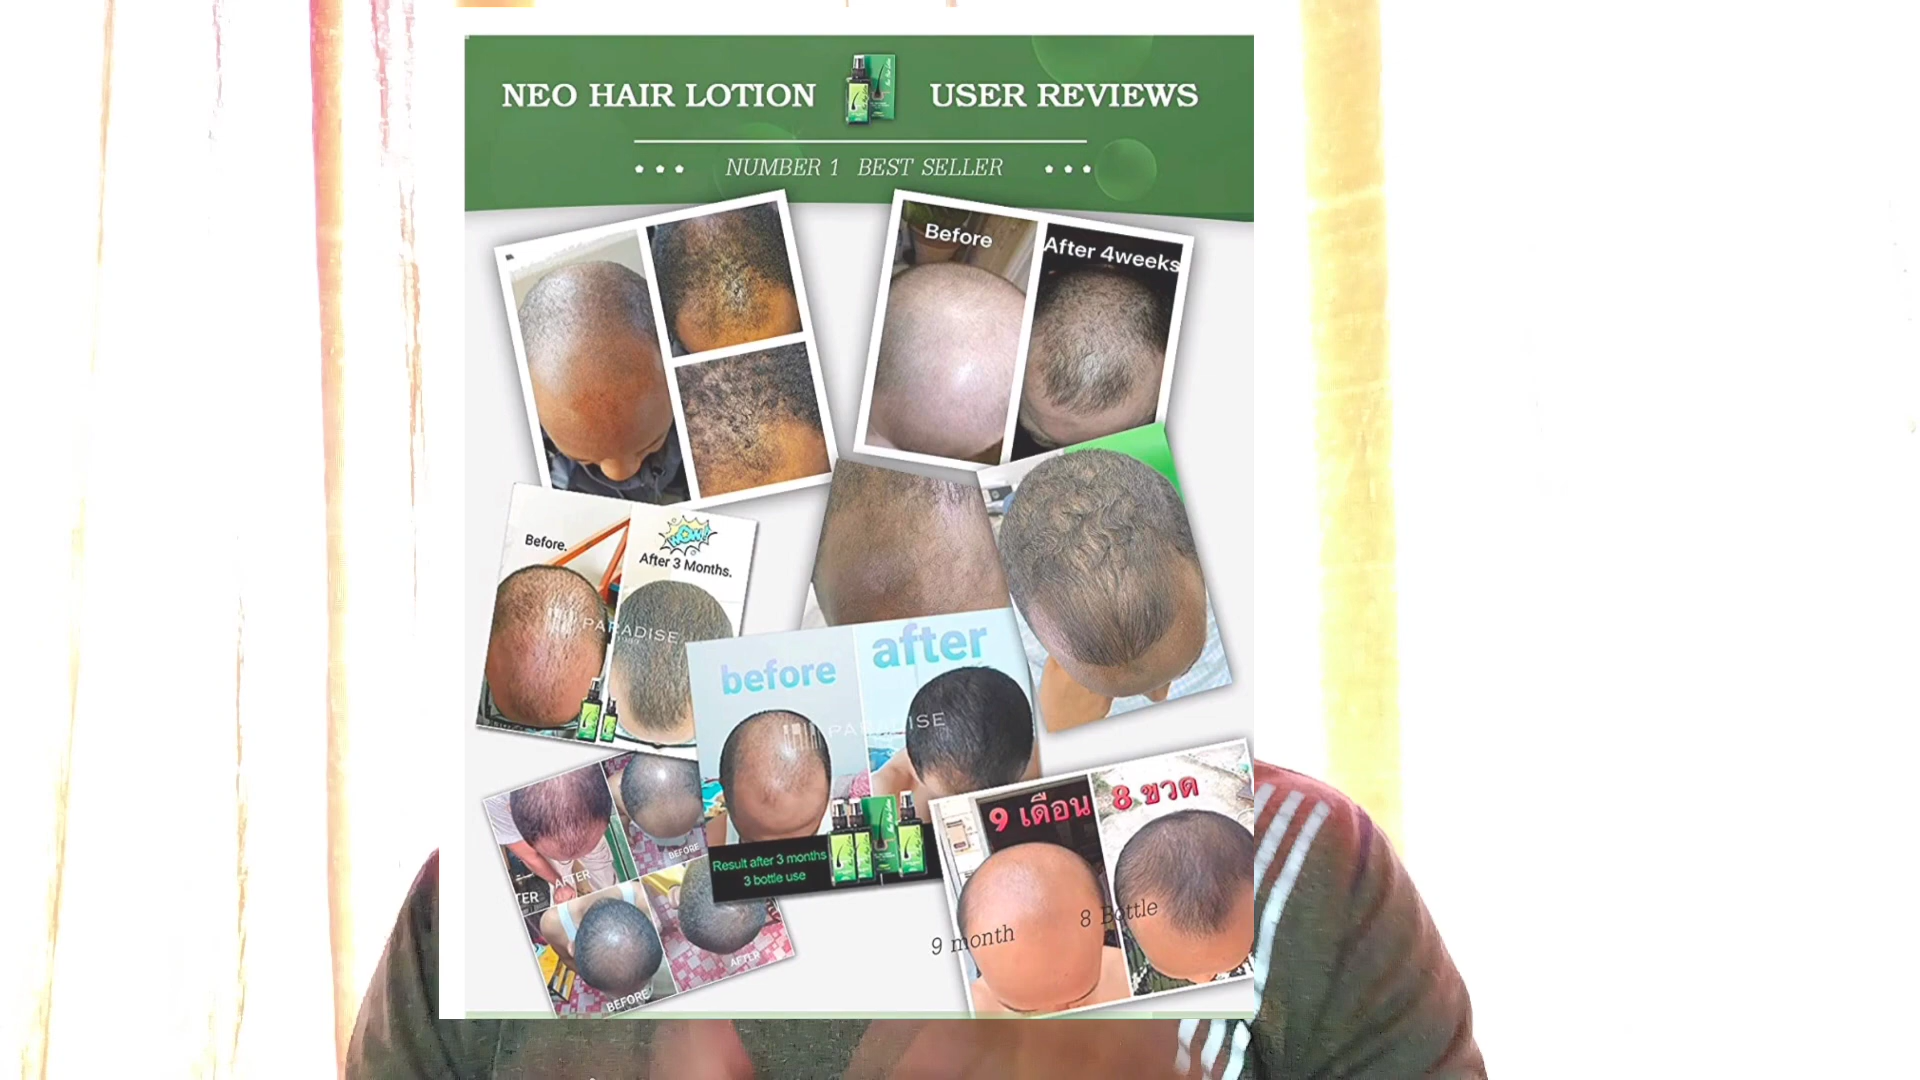 NEO HAIR LOTION
USER REVIEWS
NUMBER 1 BEST SELLER
Before
After 4weeks
Before.
WOW!
After 3 Months.
PARADISE
before
after
PARADISE
Result after 3 months
3 bottle use
9 เดือน
8 ขวด
9 month
8 Bottle
BEFORE
AFTER
TER
BEFORE
AFTER